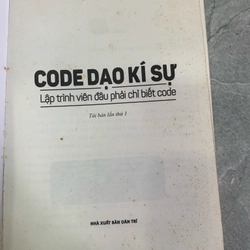 CODE DẠO KÍ SỰ
Lập trình viên đâu phải chỉ biết code
Tái bản lần thứ 1
NHÀ XUẤT BẢN DÂN TRÍ